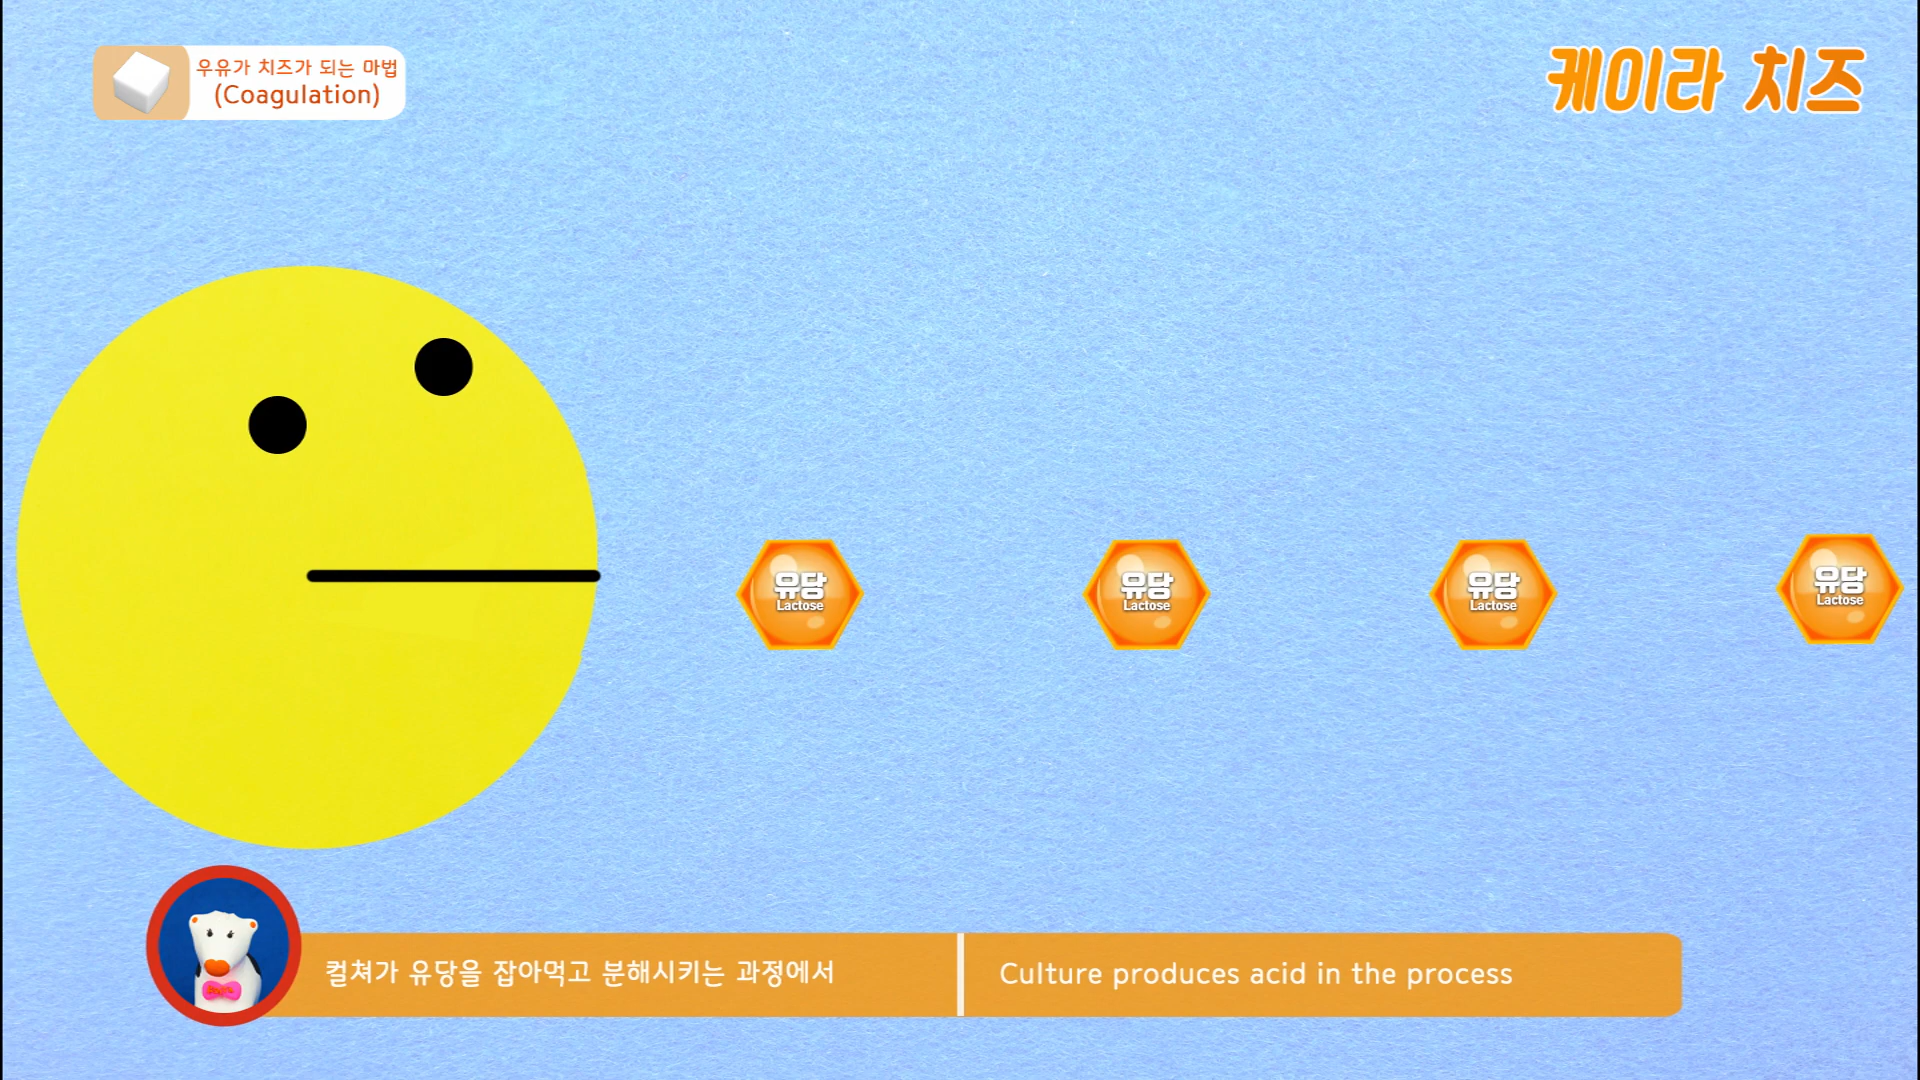 우유가 치즈가 되는 마법
(Coagulation)
케이라 치즈
유당
Lactose
유당
Lactose
유당
Lactose
유당
Lactose
컬쳐가 유당을 잡아먹고 분해시키는 과정에서
Culture produces acid in the process